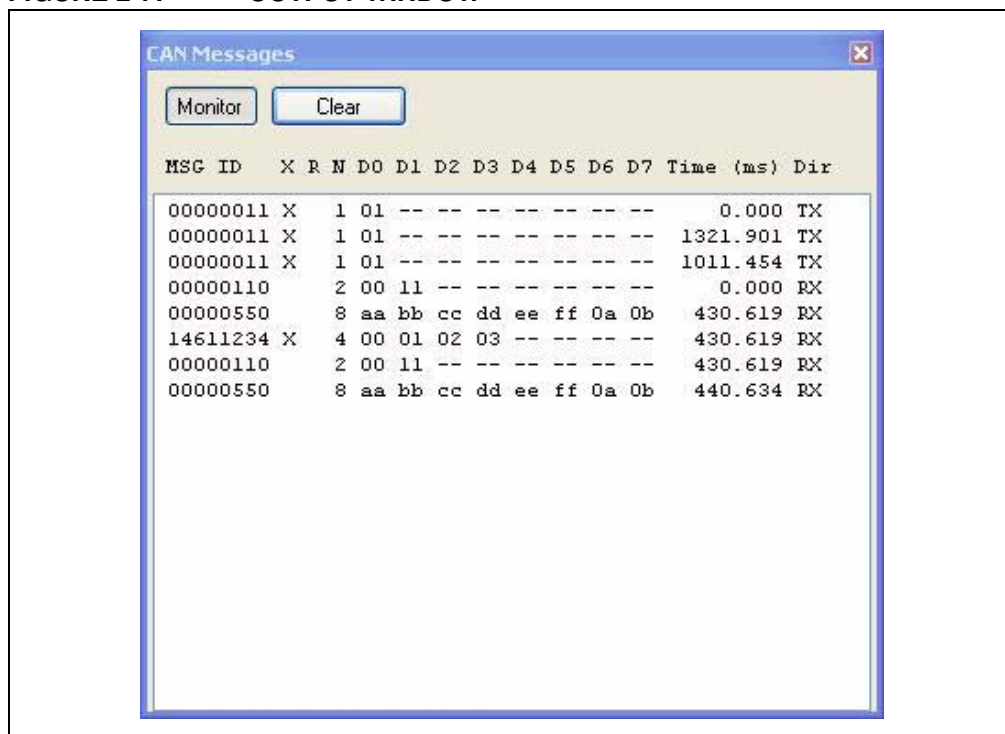 CAN Messages
Monitor Clear
MSG ID X R N D0 D1 D2 D3 D4 D5 D6 D7 Time (ms) Dir
00000011 X 1 01 -- -- -- -- -- -- -- 0.000 TX
00000011 X 1 01 -- -- -- -- -- -- -- 1321.901 TX
00000011 X 1 01 -- -- -- -- -- -- -- 1011.454 TX
00000110 2 00 11 -- -- -- -- -- -- 0.000 RX
00000550 8 aa bb cc dd ee ff 0a 0b 430.619 RX
14611234 X 4 00 01 02 03 -- -- -- -- 430.619 RX
00000110 2 00 11 -- -- -- -- -- -- 430.619 RX
00000550 8 aa bb cc dd ee ff 0a 0b 440.634 RX